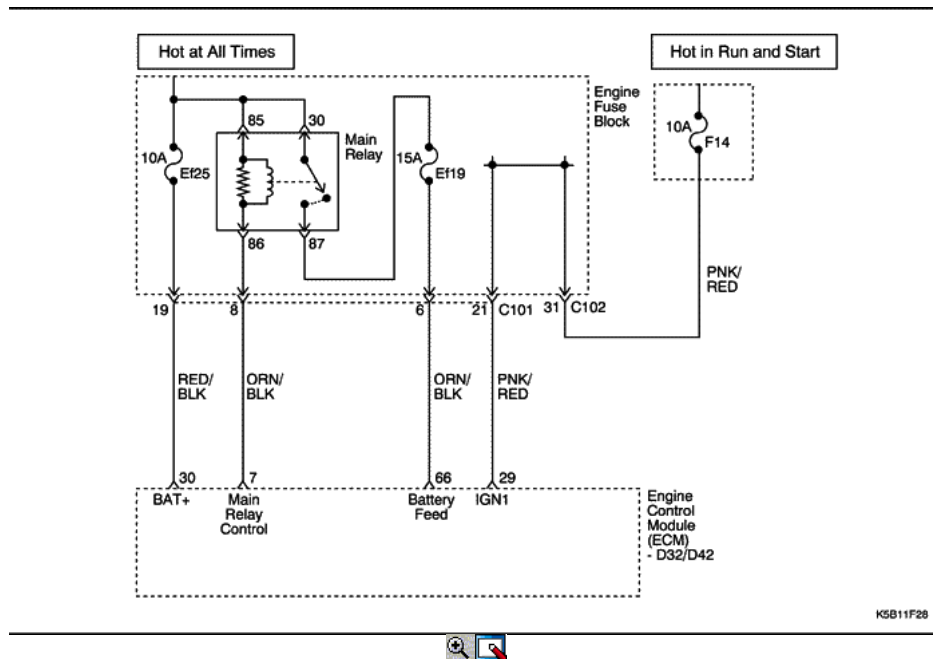 Hot at All Times
Hot in Run and Start
Engine
Fuse
Block
85
30
Main
Relay
10A
Ef25
15A
Ef19
10A
F14
86
87
PNK/
RED
19
8
6
21
C101
31
C102
RED/
BLK
ORN/
BLK
ORN/
BLK
PNK/
RED
30
7
66
29
BAT+
Main
Relay
Control
Battery
Feed
IGN1
Engine
Control
Module
(ECM)
- D32/D42
K5B11F28